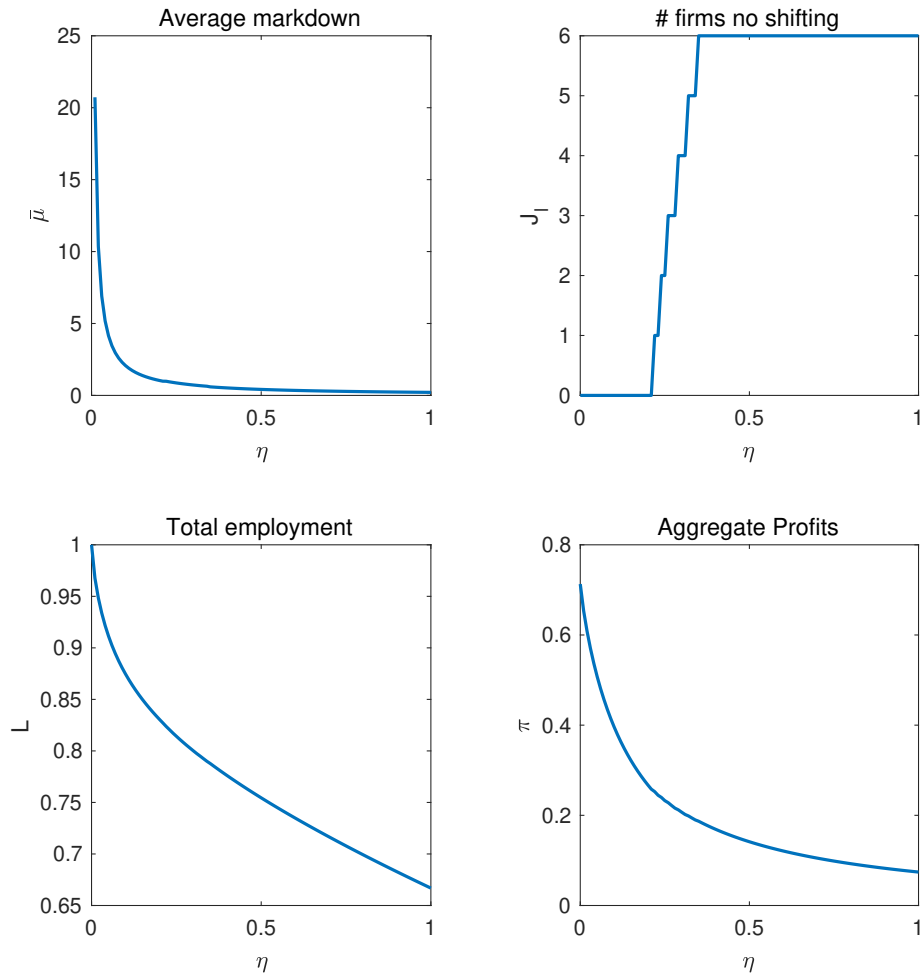 Average markdown
25
20
15
10
5
0
0 0.5 1
μ̄
η
# firms no shifting
6
5
4
3
2
1
0
0 0.5 1
J_l
η
Total employment
1
0.95
0.9
0.85
0.8
0.75
0.7
0.65
0 0.5 1
L
η
Aggregate Profits
0.8
0.6
0.4
0.2
0
0 0.5 1
π
η